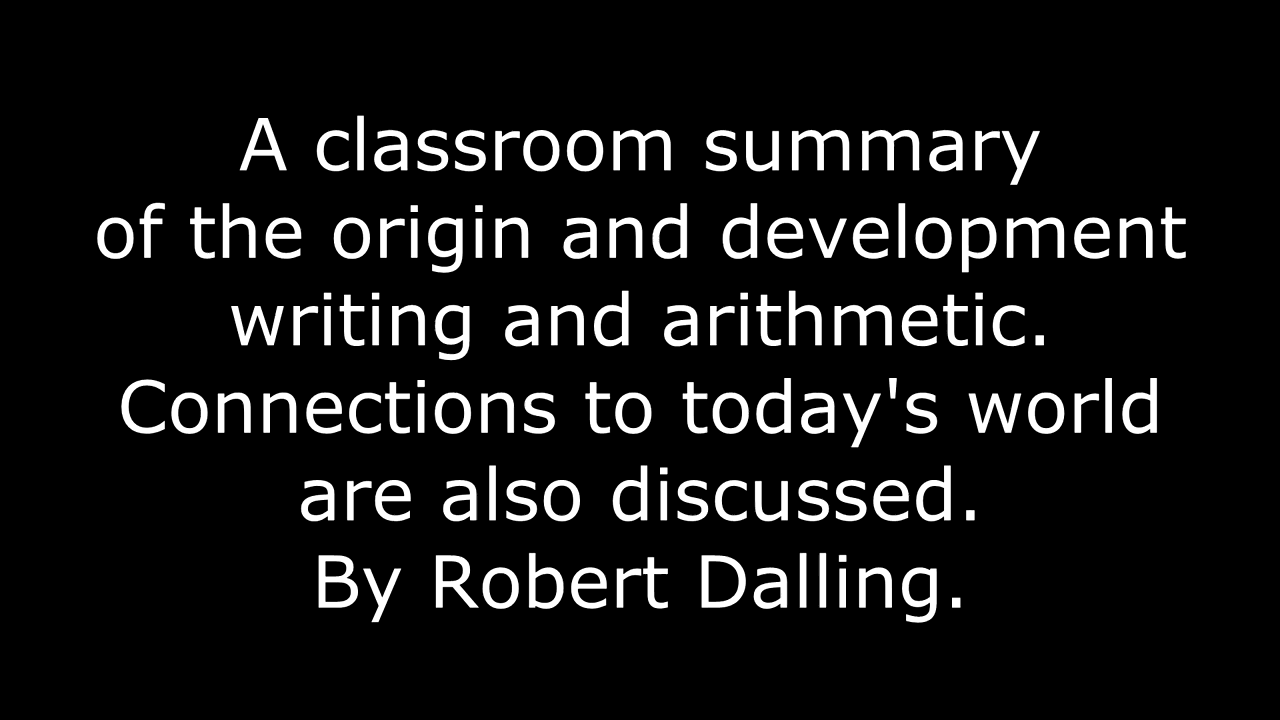 A classroom summary
of the origin and development
writing and arithmetic.
Connections to today's world
are also discussed.
By Robert Dalling.